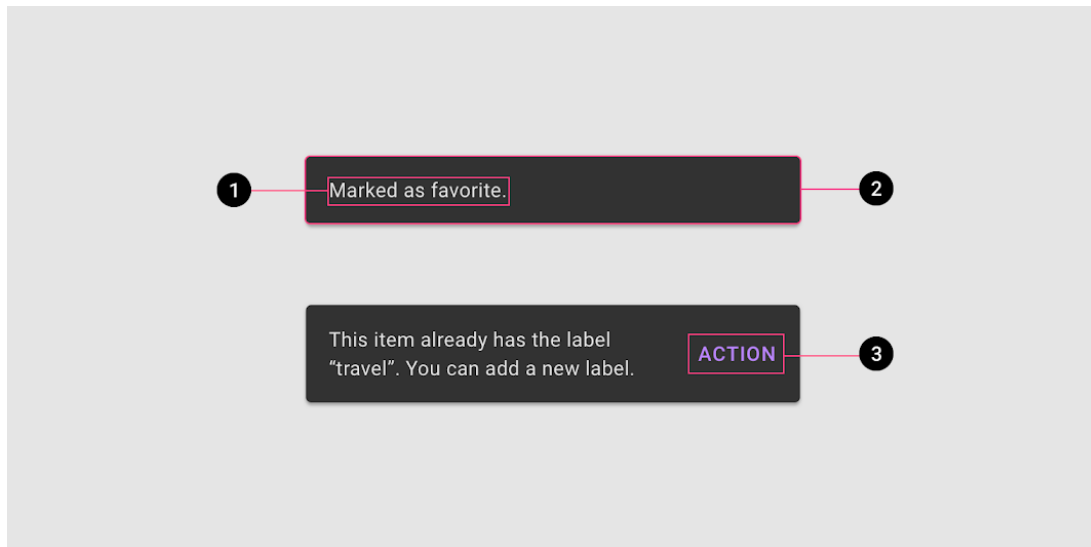 1
Marked as favorite.
2
This item already has the label
“travel”. You can add a new label.
ACTION
3